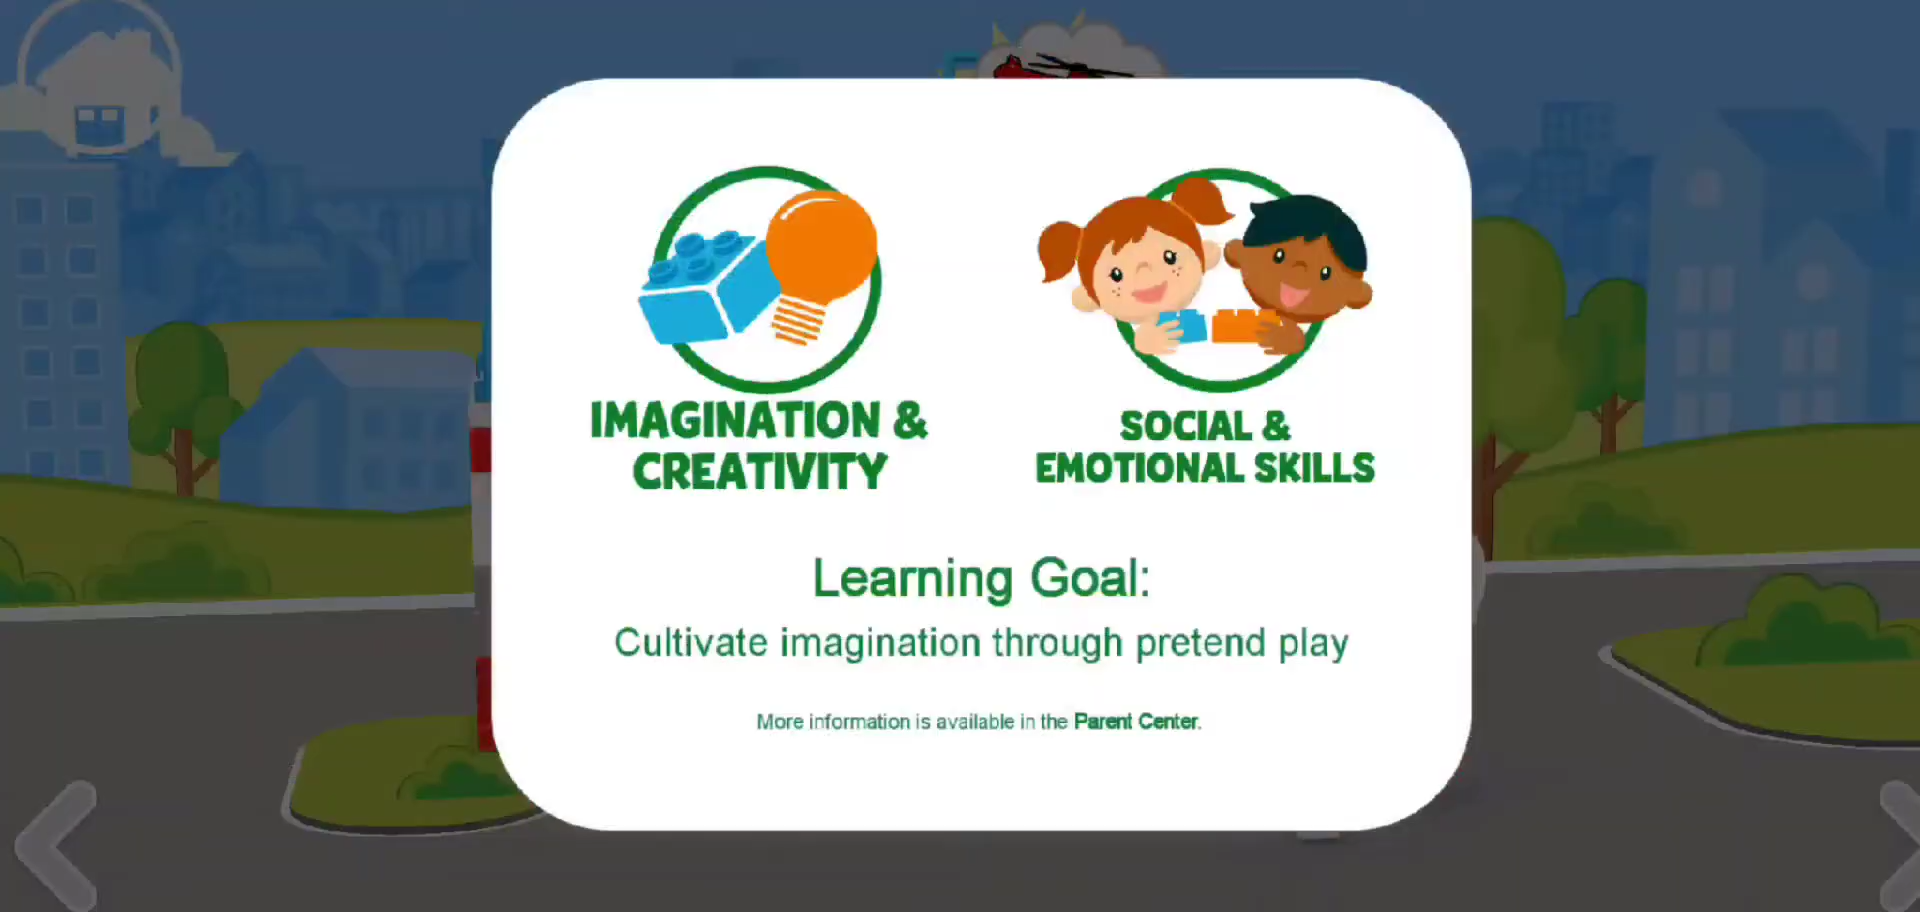 IMAGINATION &
CREATIVITY
SOCIAL &
EMOTIONAL SKILLS
Learning Goal:
Cultivate imagination through pretend play
More information is available in the Parent Center.